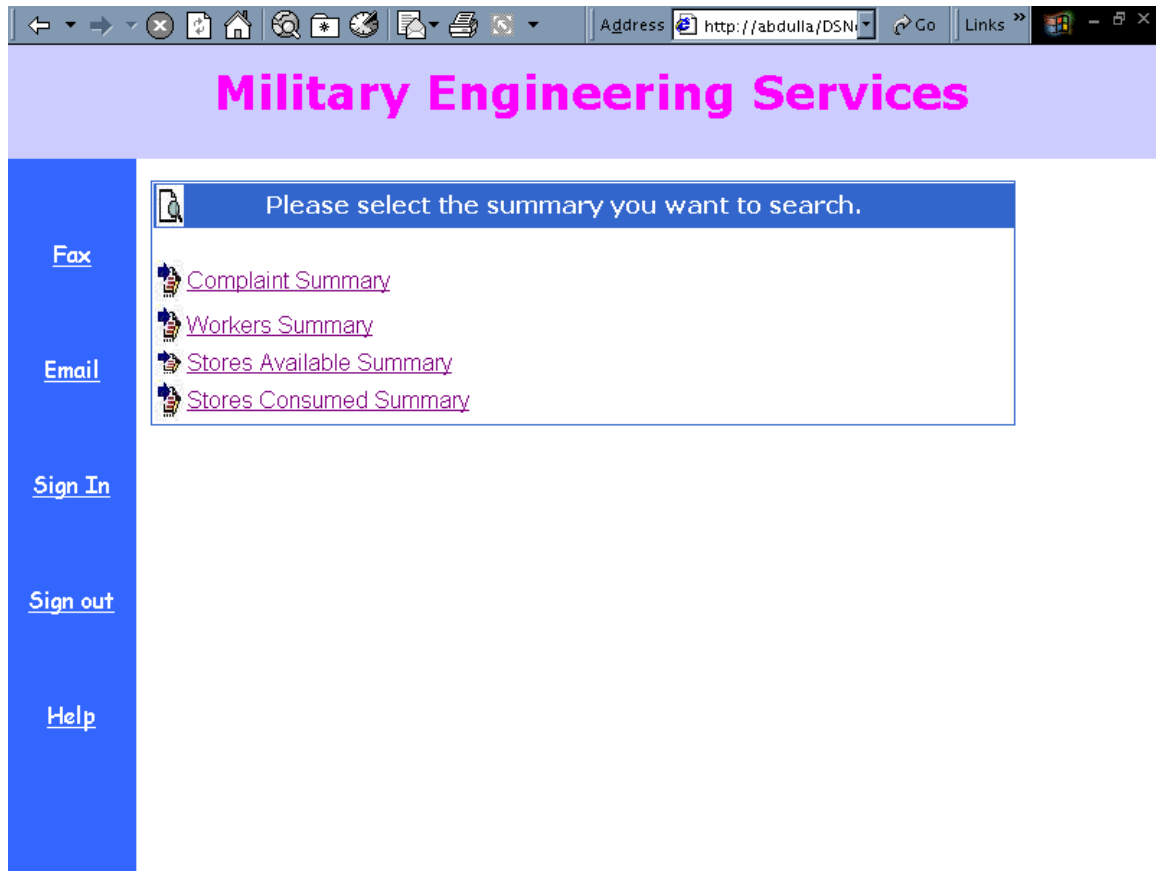 Address http://abdulla/DSN Go Links »
Military Engineering Services
Please select the summary you want to search.
Fax
Complaint Summary
Workers Summary
Stores Available Summary
Email
Stores Consumed Summary
Sign In
Sign out
Help